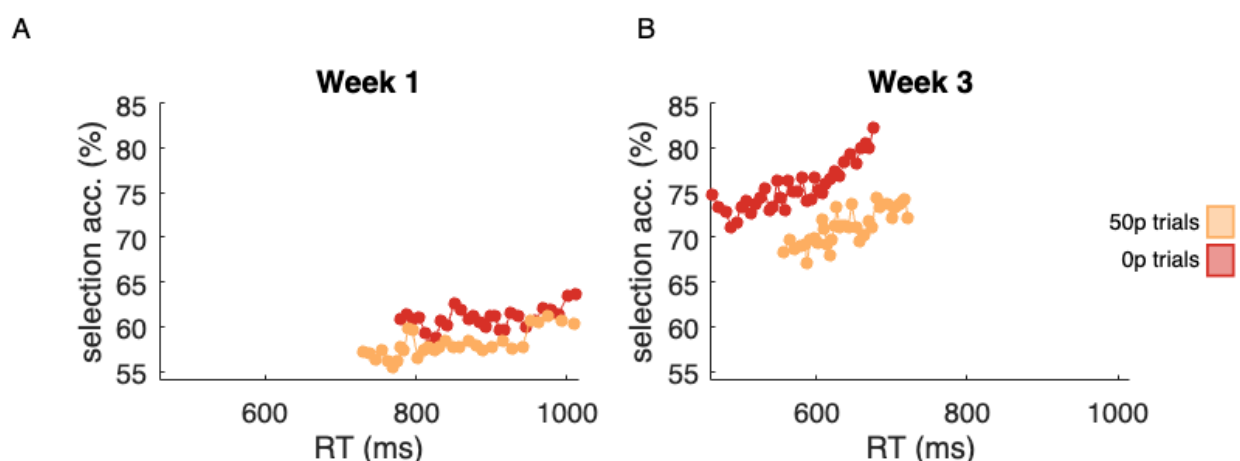 A
B
Week 1
Week 3
85
80
75
70
65
60
55
selection acc. (%)
600
800
1000
RT (ms)
85
80
75
70
65
60
55
selection acc. (%)
600
800
1000
RT (ms)
50p trials
0p trials